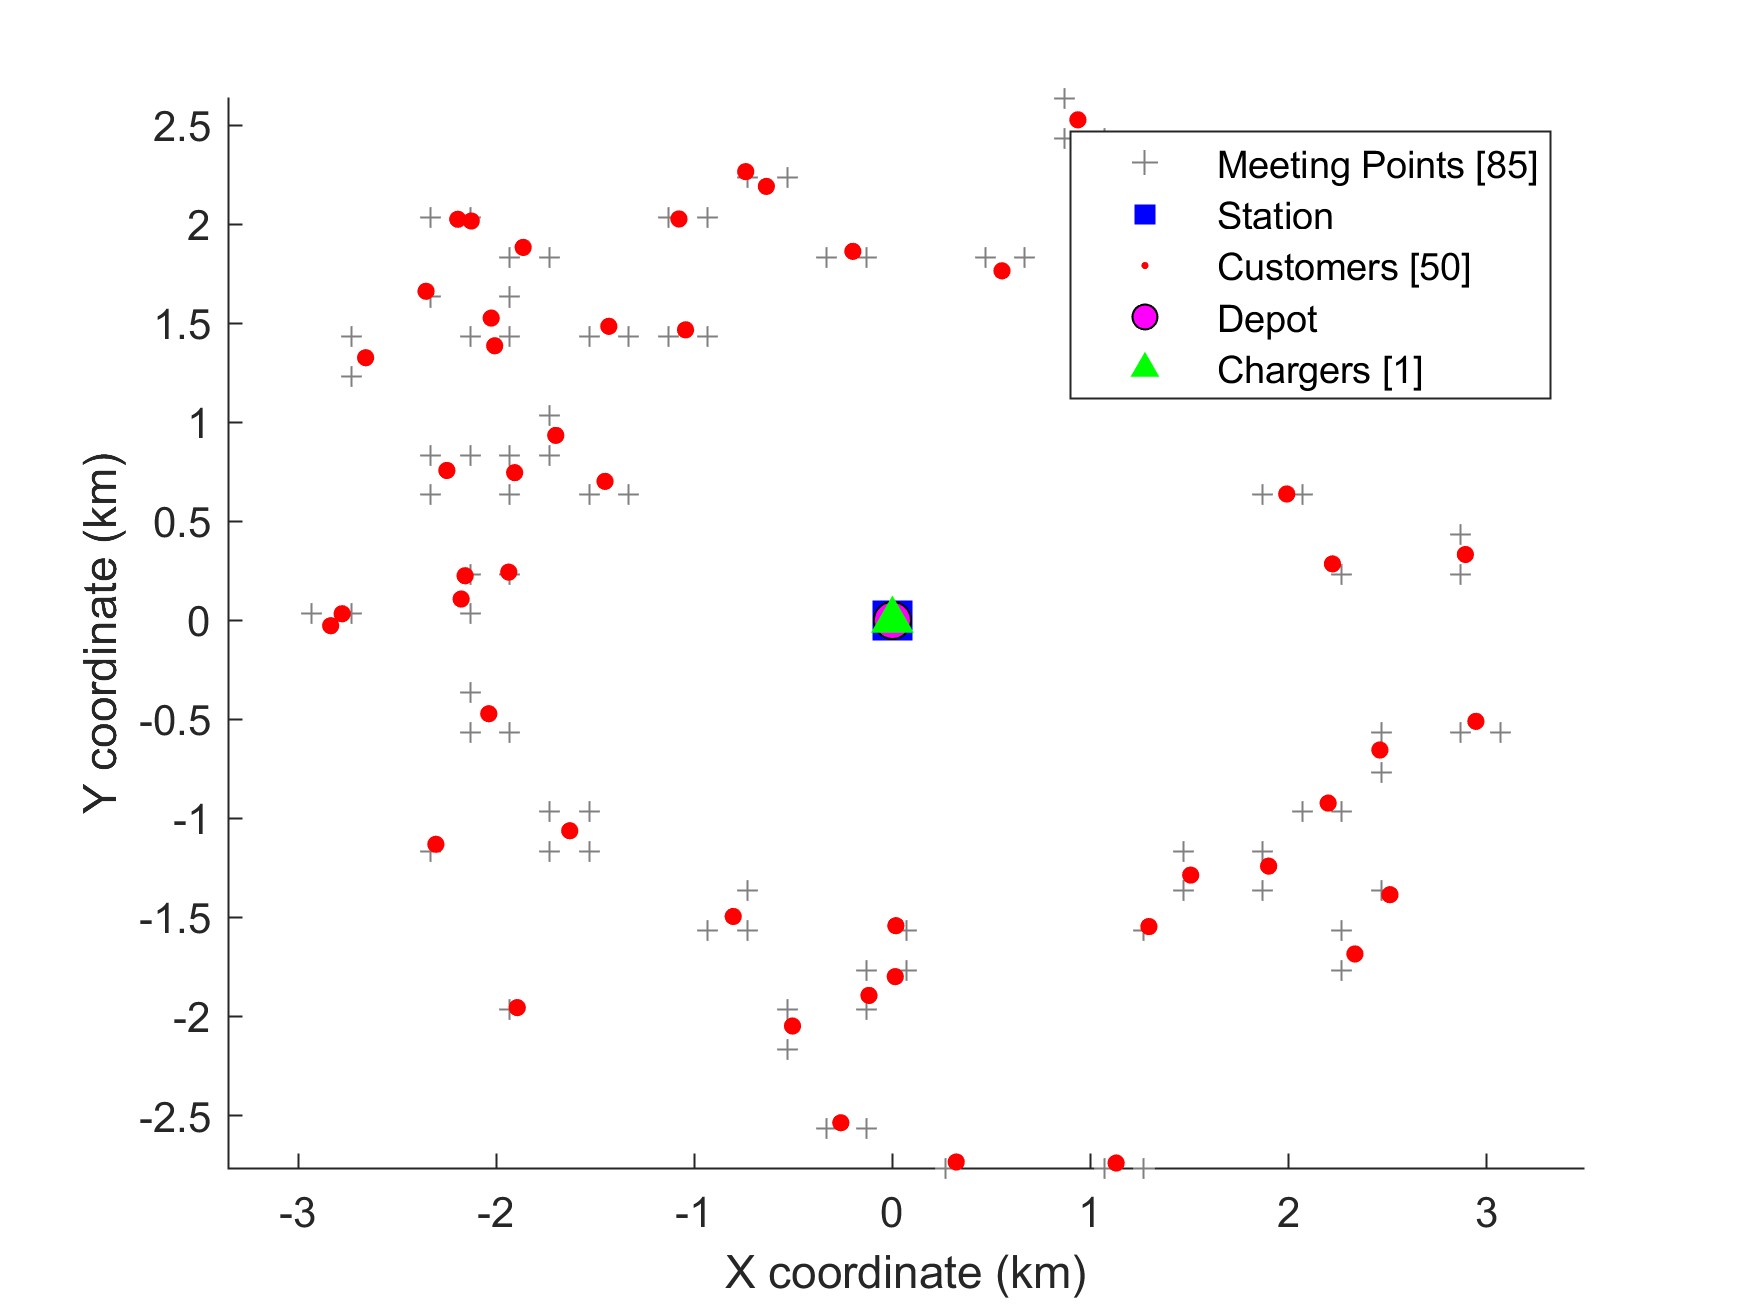 2.5
2
1.5
1
0.5
0
-0.5
-1
-1.5
-2
-2.5
Y coordinate (km)
Meeting Points [85]
Station
Customers [50]
Depot
Chargers [1]
-3 -2 -1 0 1 2 3
X coordinate (km)